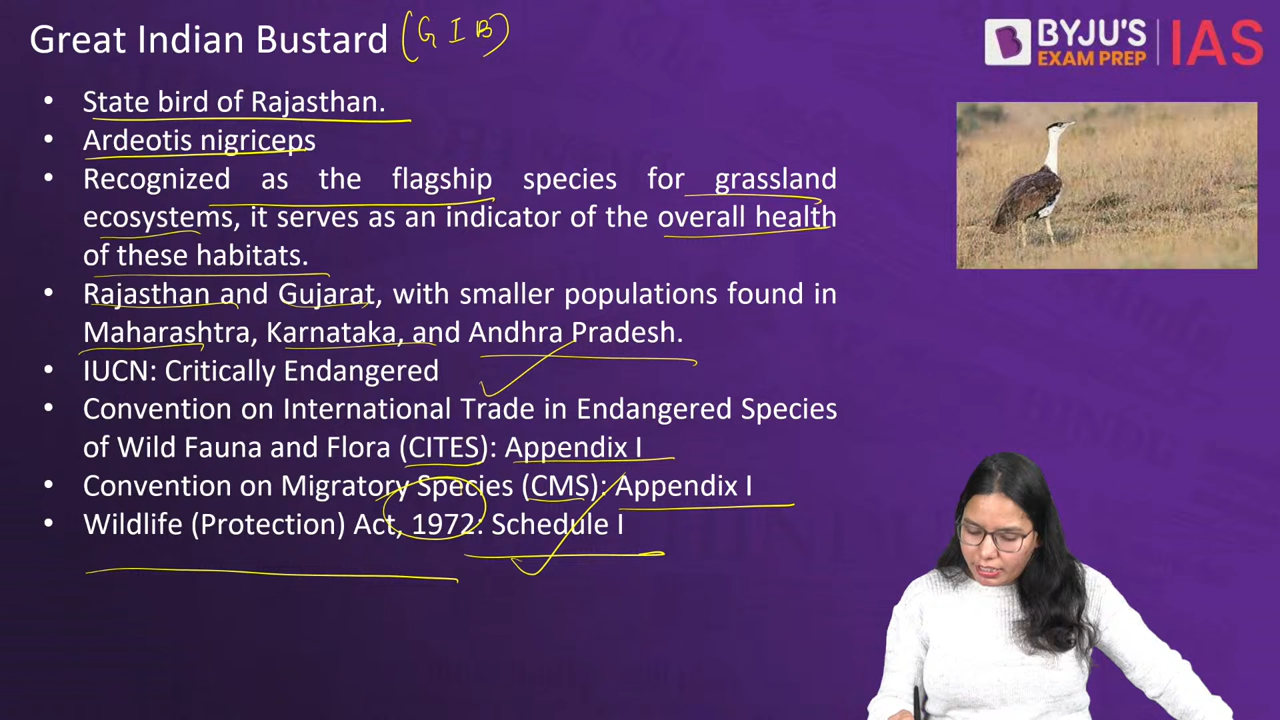 Great Indian Bustard (GIB)
BYJU'S
EXAM PREP
IAS
• State bird of Rajasthan.
• Ardeotis nigriceps
• Recognized as the flagship species for grassland
ecosystems, it serves as an indicator of the overall health
of these habitats.
• Rajasthan and Gujarat, with smaller populations found in
Maharashtra, Karnataka, and Andhra Pradesh.
• IUCN: Critically Endangered
• Convention on International Trade in Endangered Species
of Wild Fauna and Flora (CITES): Appendix I
• Convention on Migratory Species (CMS): Appendix I
• Wildlife (Protection) Act, 1972: Schedule I